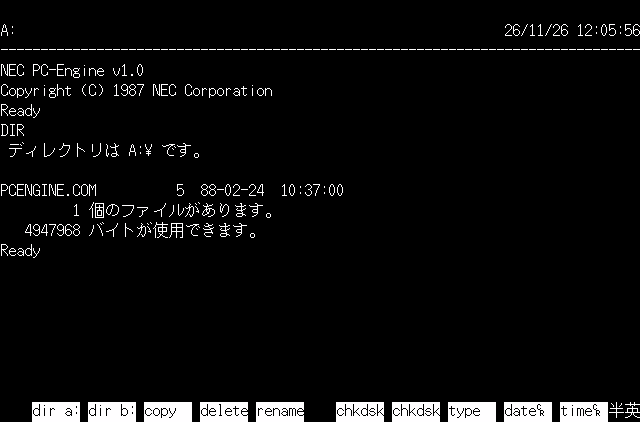 A: 26/11/26 12:05:56
NEC PC-Engine v1.0
Copyright (C) 1987 NEC Corporation
Ready
DIR
ディレクトリは A:¥ です。
PCENGINE.COM 5 88-02-24 10:37:00
1 個のファイルがあります。
4947968 バイトが使用できます。
Ready
dir a: dir b: copy delete rename chkdsk chkdsk type date␍ time␍ 半英